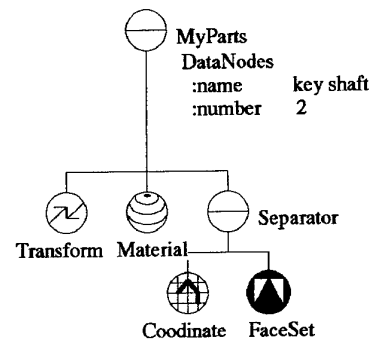 MyParts
DataNodes
:name key shaft
:number 2
Separator
Transform Material
Coodinate FaceSet